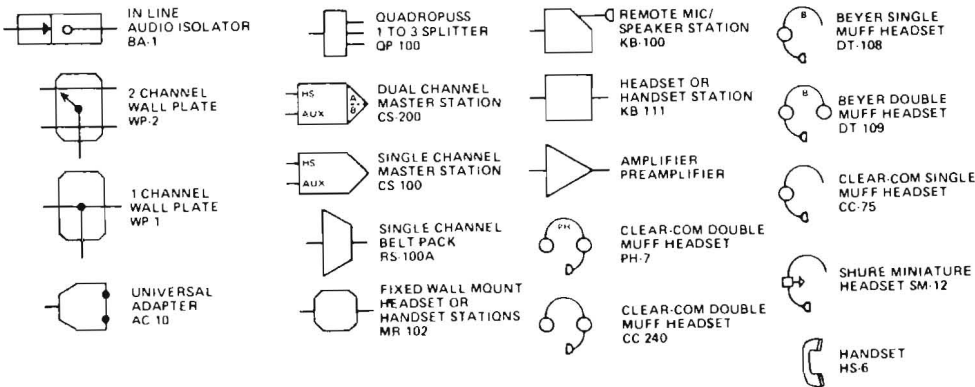 IN LINE
AUDIO ISOLATOR
BA-1
2 CHANNEL
WALL PLATE
WP-2
1 CHANNEL
WALL PLATE
WP 1
UNIVERSAL
ADAPTER
AC 10
QUADROPUSS
1 TO 3 SPLITTER
QP 100
HS
AUX
A
B
DUAL CHANNEL
MASTER STATION
CS-200
HS
AUX
SINGLE CHANNEL
MASTER STATION
CS 100
SINGLE CHANNEL
BELT PACK
RS-100A
FIXED WALL MOUNT
HEADSET OR
HANDSET STATIONS
MR 102
REMOTE MIC/
SPEAKER STATION
KB-100
HEADSET OR
HANDSET STATION
KB 111
AMPLIFIER
PREAMPLIFIER
PH
CLEAR-COM DOUBLE
MUFF HEADSET
PH-7
CLEAR-COM DOUBLE
MUFF HEADSET
CC 240
B
BEYER SINGLE
MUFF HEADSET
DT-108
B
BEYER DOUBLE
MUFF HEADSET
DT 109
CLEAR-COM SINGLE
MUFF HEADSET
CC-75
SHURE MINIATURE
HEADSET SM-12
HANDSET
HS-6